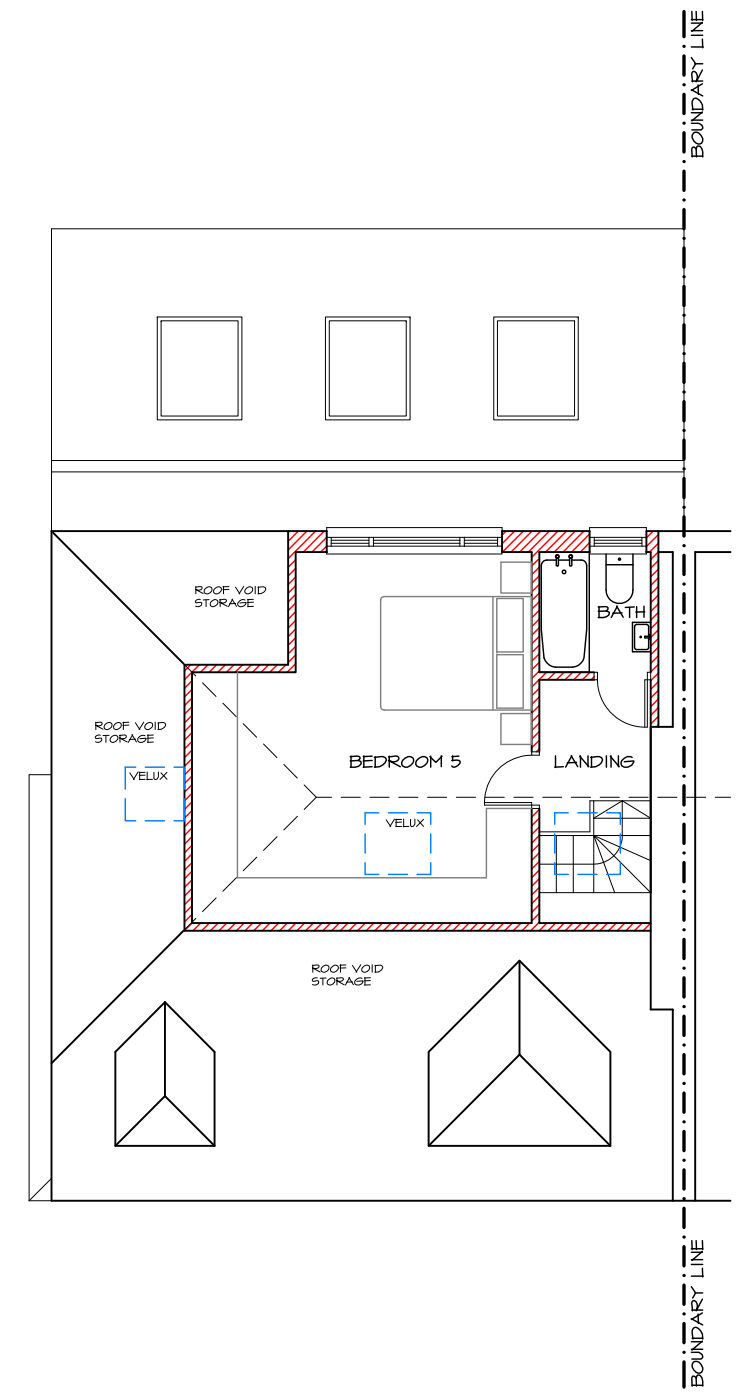 BOUNDARY LINE
ROOF VOID
STORAGE
BATH
ROOF VOID
STORAGE
BEDROOM 5
LANDING
VELUX
VELUX
ROOF VOID
STORAGE
BOUNDARY LINE